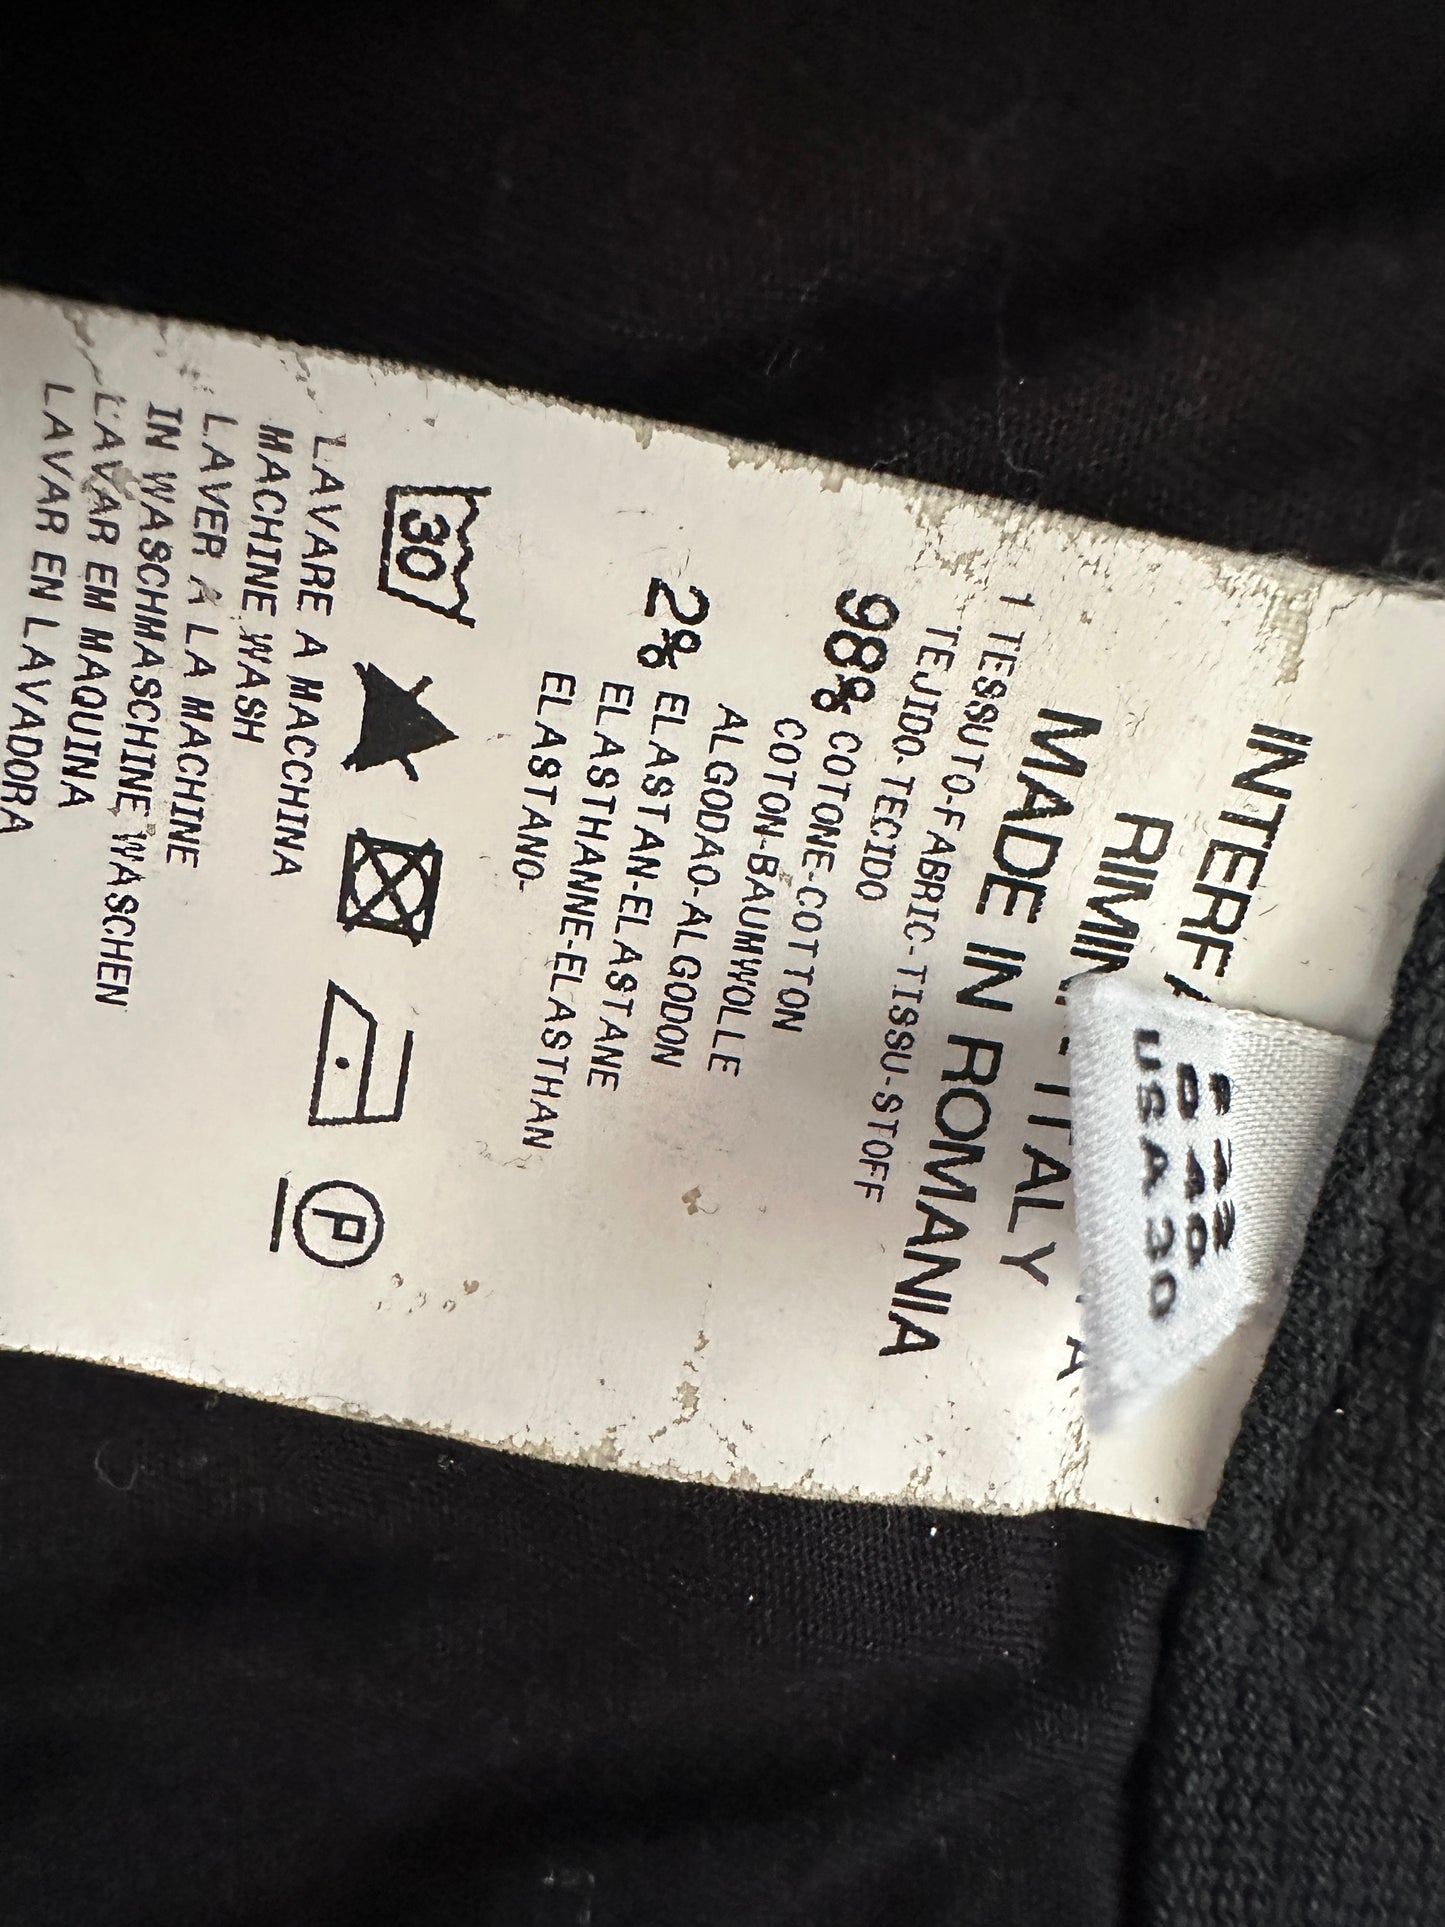 RIMINI ITALY
MADE IN ROMANIA
1 TESSUTO-FABRIC-TISSU-STOFF
TEJIDO-TECIDO
98% COTONE-COTTON
COTON-BAUMWOLLE
ALGODAO-ALGODON
2% ELASTAN-ELASTANE
ELASTHANNE-ELASTHAN
ELASTANO-
30
P
LAVARE A MACCHINA
MACHINE WASH
LAVER A LA MACHINE
IN WASCHMASCHINE WASCHEN
LAVAR EM MAQUINA
LAVAR EN LAVADORA
D 40
USA 30